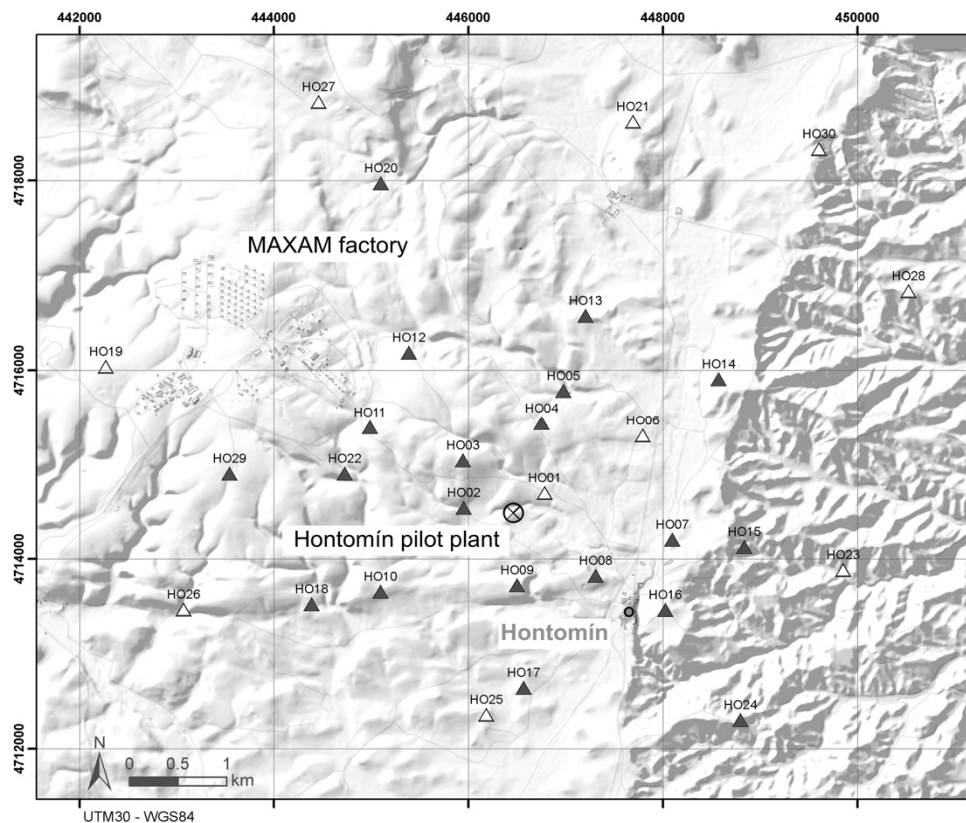 442000 444000 446000 448000 450000
HO27
HO21
HO30
HO20
4718000
MAXAM factory
HO28
HO13
HO12
HO19
4716000
HO14
HO05
HO04
HO11
HO06
HO03
HO29
HO22
HO01
HO02
Hontomín pilot plant
HO07
HO15
4714000
HO23
HO08
HO09
HO10
HO18
HO26
HO16
Hontomín
HO17
HO25
HO24
4712000
N
0 0.5 1
km
UTM30 - WGS84